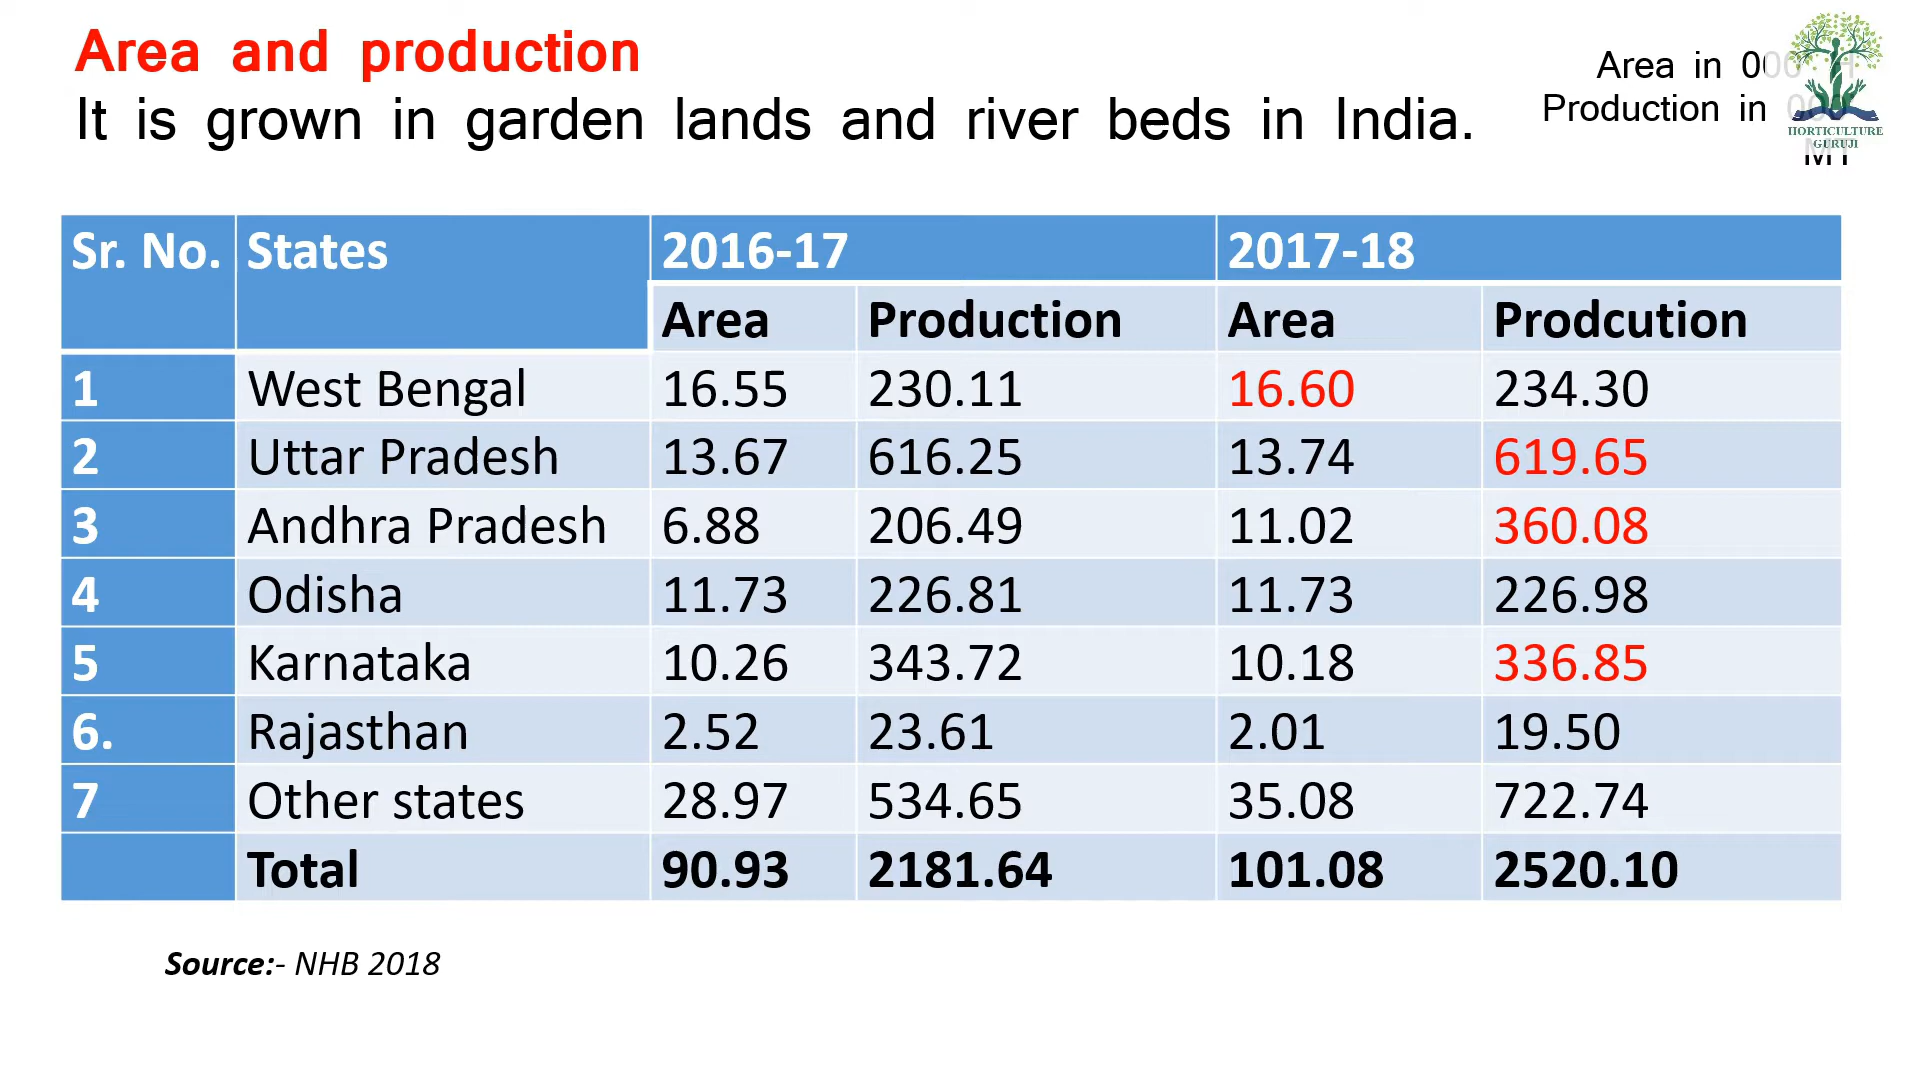 Area and production
It is grown in garden lands and river beds in India.
Area in 000 H
Production in 000
MT
HORTICULTURE
GURUJI
Sr. No. States 2016-17 2017-18
Area Production Area Prodcution
1 West Bengal 16.55 230.11 16.60 234.30
2 Uttar Pradesh 13.67 616.25 13.74 619.65
3 Andhra Pradesh 6.88 206.49 11.02 360.08
4 Odisha 11.73 226.81 11.73 226.98
5 Karnataka 10.26 343.72 10.18 336.85
6. Rajasthan 2.52 23.61 2.01 19.50
7 Other states 28.97 534.65 35.08 722.74
Total 90.93 2181.64 101.08 2520.10
Source:- NHB 2018